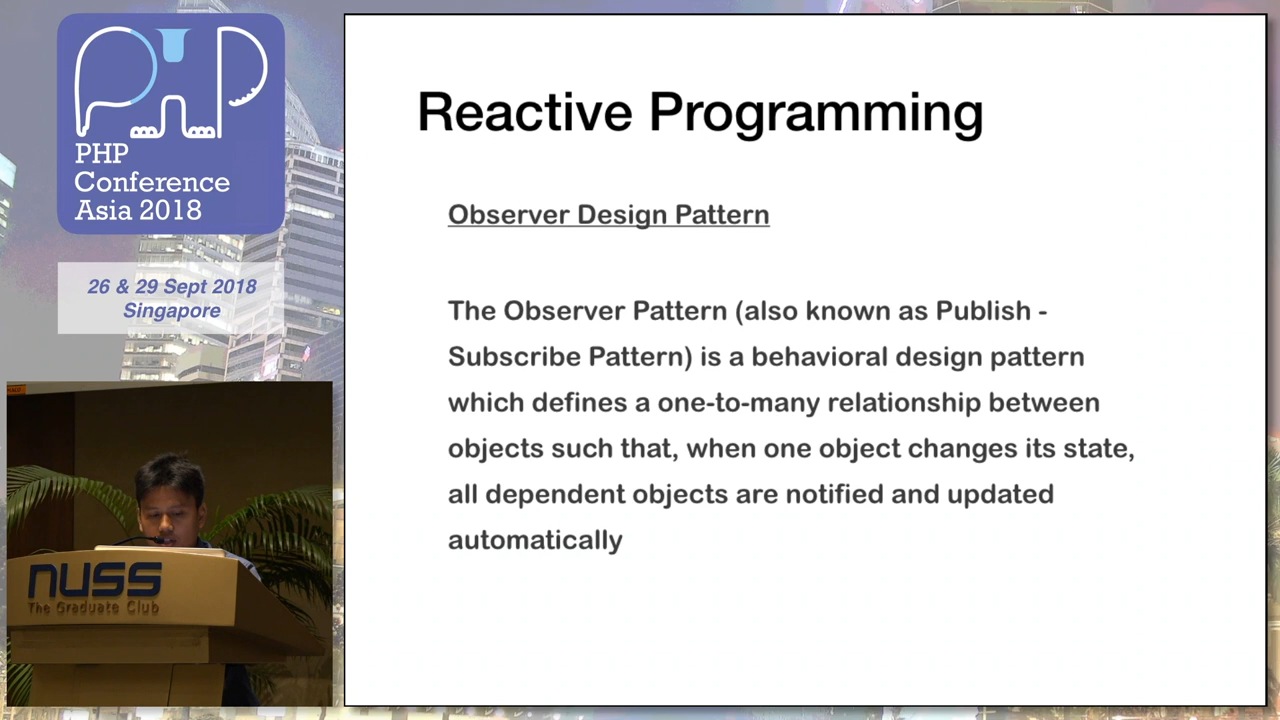 PHP
Conference
Asia 2018
26 & 29 Sept 2018
Singapore
nuss
The Graduate Club
Reactive Programming
Observer Design Pattern
The Observer Pattern (also known as Publish -
Subscribe Pattern) is a behavioral design pattern
which defines a one-to-many relationship between
objects such that, when one object changes its state,
all dependent objects are notified and updated
automatically